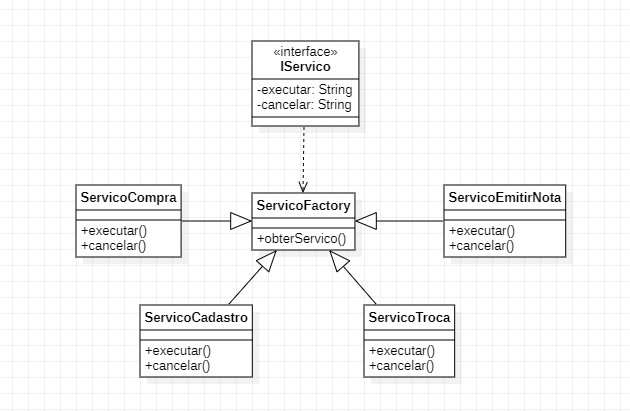 «interface»
IServico
-executar: String
-cancelar: String
ServicoCompra
+executar()
+cancelar()
ServicoFactory
+obterServico()
ServicoEmitirNota
+executar()
+cancelar()
ServicoCadastro
+executar()
+cancelar()
ServicoTroca
+executar()
+cancelar()